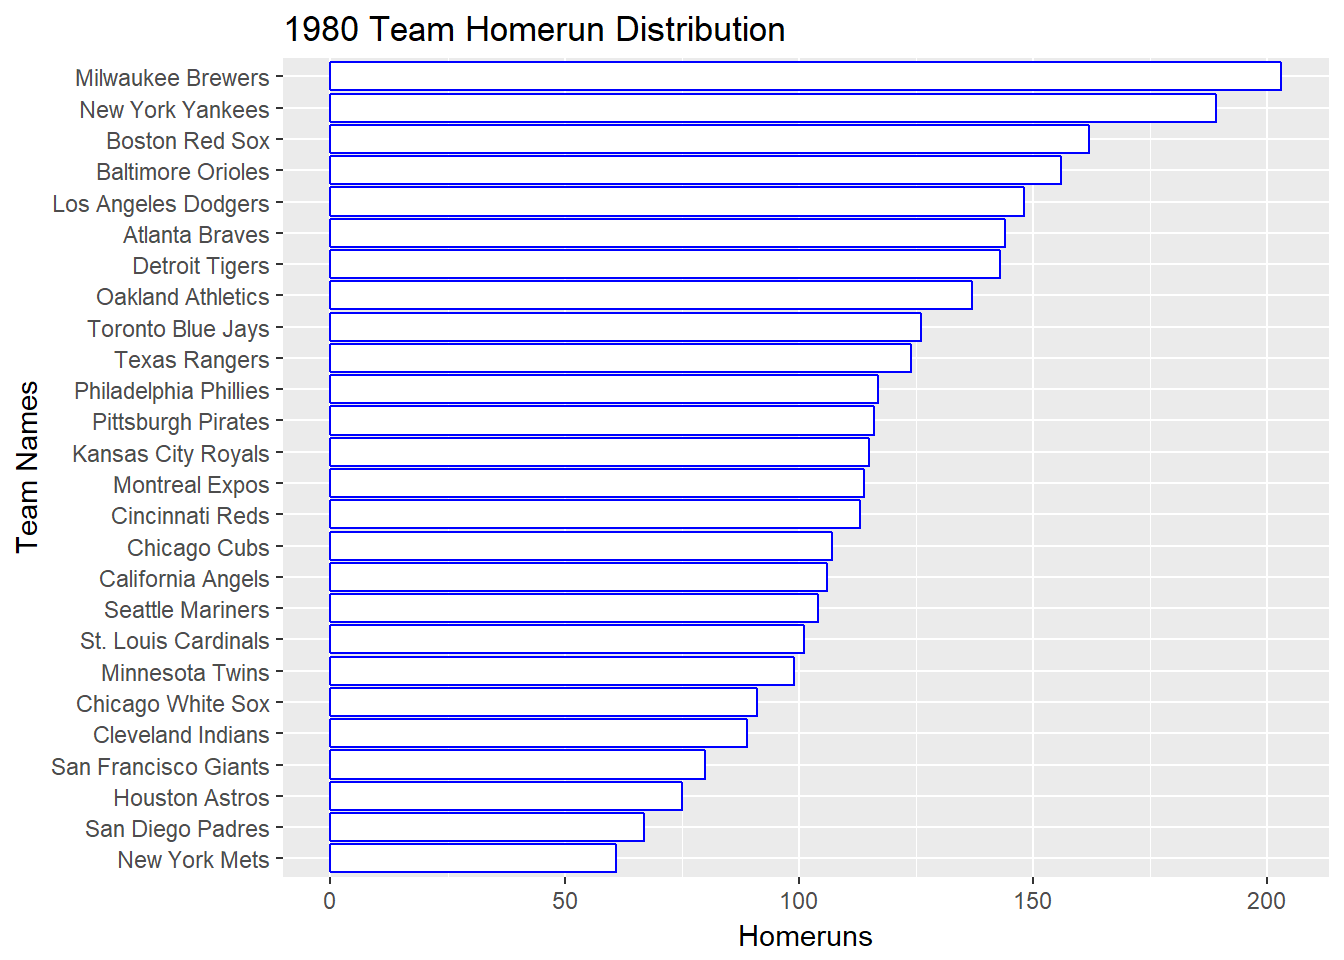 1980 Team Homerun Distribution
Team Names
Milwaukee Brewers
New York Yankees
Boston Red Sox
Baltimore Orioles
Los Angeles Dodgers
Atlanta Braves
Detroit Tigers
Oakland Athletics
Toronto Blue Jays
Texas Rangers
Philadelphia Phillies
Pittsburgh Pirates
Kansas City Royals
Montreal Expos
Cincinnati Reds
Chicago Cubs
California Angels
Seattle Mariners
St. Louis Cardinals
Minnesota Twins
Chicago White Sox
Cleveland Indians
San Francisco Giants
Houston Astros
San Diego Padres
New York Mets
0 50 100 150 200
Homeruns